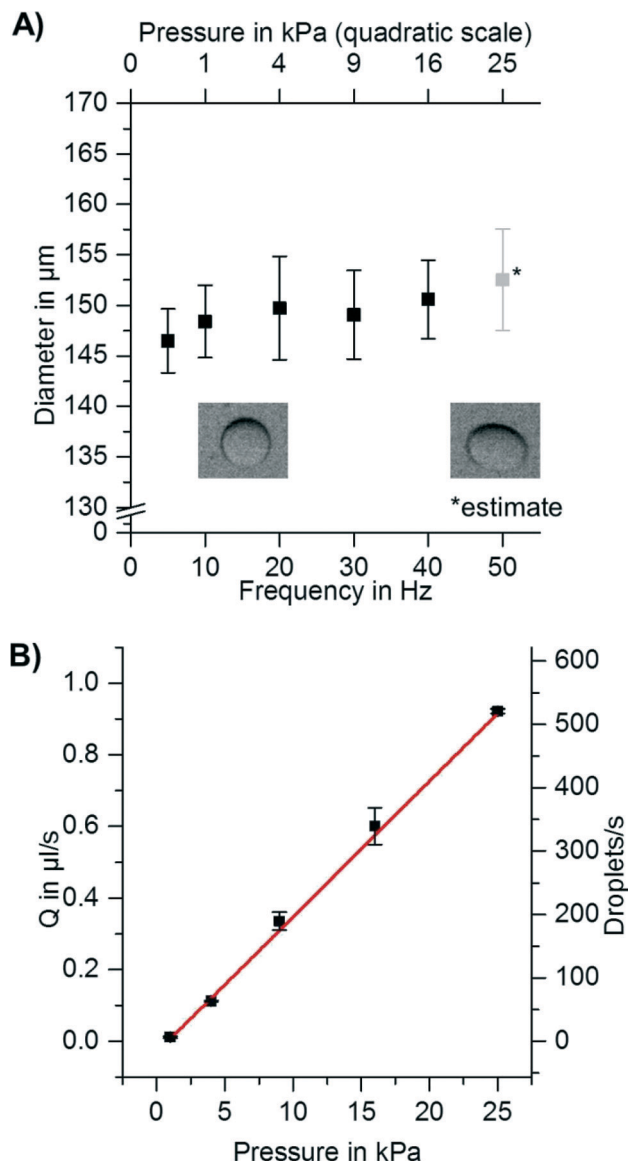 A)
Pressure in kPa (quadratic scale)
0 1 4 9 16 25
170
165
160
155
150
145
140
135
130
0
Diameter in µm
*
*estimate
0 10 20 30 40 50
Frequency in Hz
B)
1.0
0.8
0.6
0.4
0.2
0.0
Q in µl/s
600
500
400
300
200
100
0
Droplets/s
0 5 10 15 20 25
Pressure in kPa